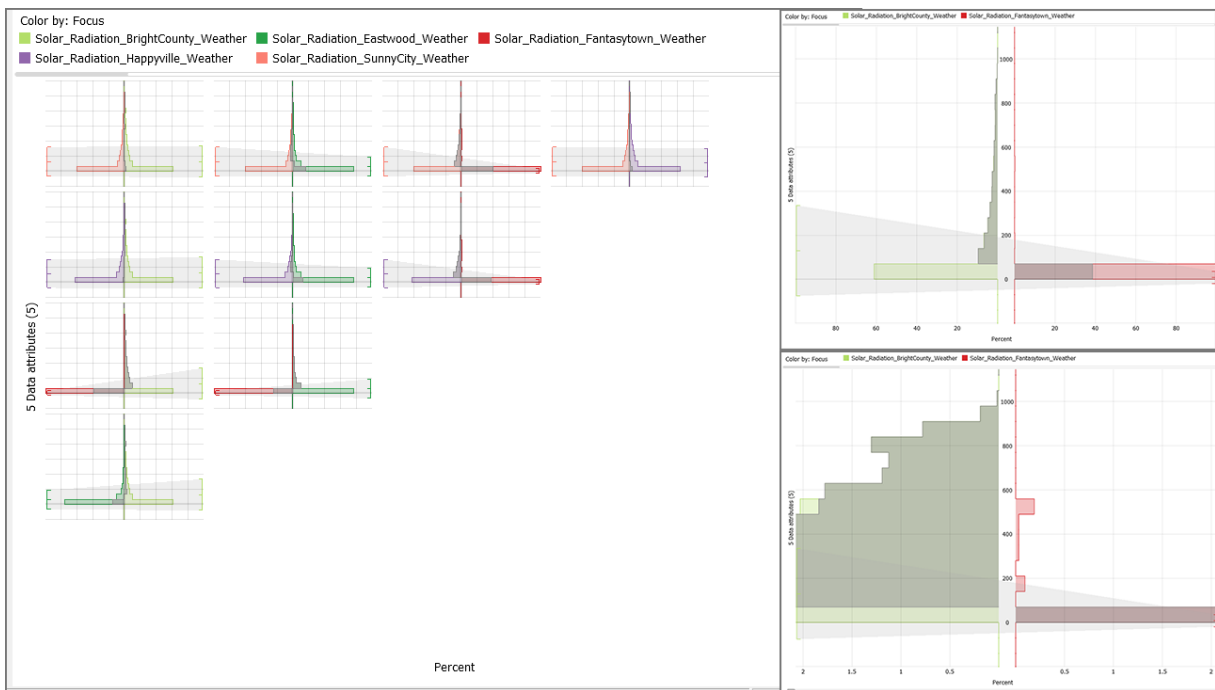 Color by: Focus
Solar_Radiation_BrightCounty_Weather Solar_Radiation_Eastwood_Weather Solar_Radiation_Fantasytown_Weather
Solar_Radiation_Happyville_Weather Solar_Radiation_SunnyCity_Weather
5 Data attributes (5)
Percent
Color by: Focus Solar_Radiation_BrightCounty_Weather Solar_Radiation_Fantasytown_Weather
1000
800
600
400
200
0
5 Data attributes (5)
80 60 40 20 20 40 60 80
Percent
Color by: Focus Solar_Radiation_BrightCounty_Weather Solar_Radiation_Fantasytown_Weather
1000
800
600
400
200
0
5 Data attributes (5)
2 1.5 1 0.5 0.5 1 1.5 2
Percent